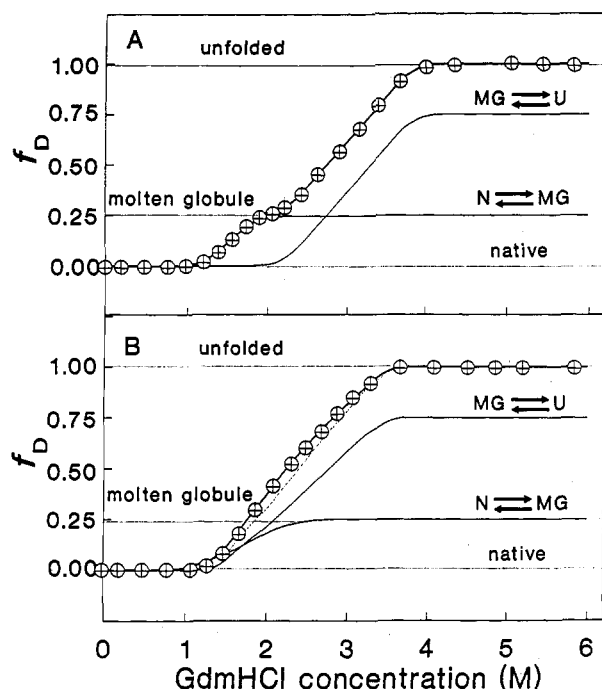 A
unfolded
1.00
MG ⇌ U
0.75
f_D
molten globule
N ⇌ MG
0.25
native
0.00
B
unfolded
1.00
MG ⇌ U
0.75
f_D
0.50
molten globule
N ⇌ MG
0.25
native
0.00
0 1 2 3 4 5 6
GdmHCl concentration (M)